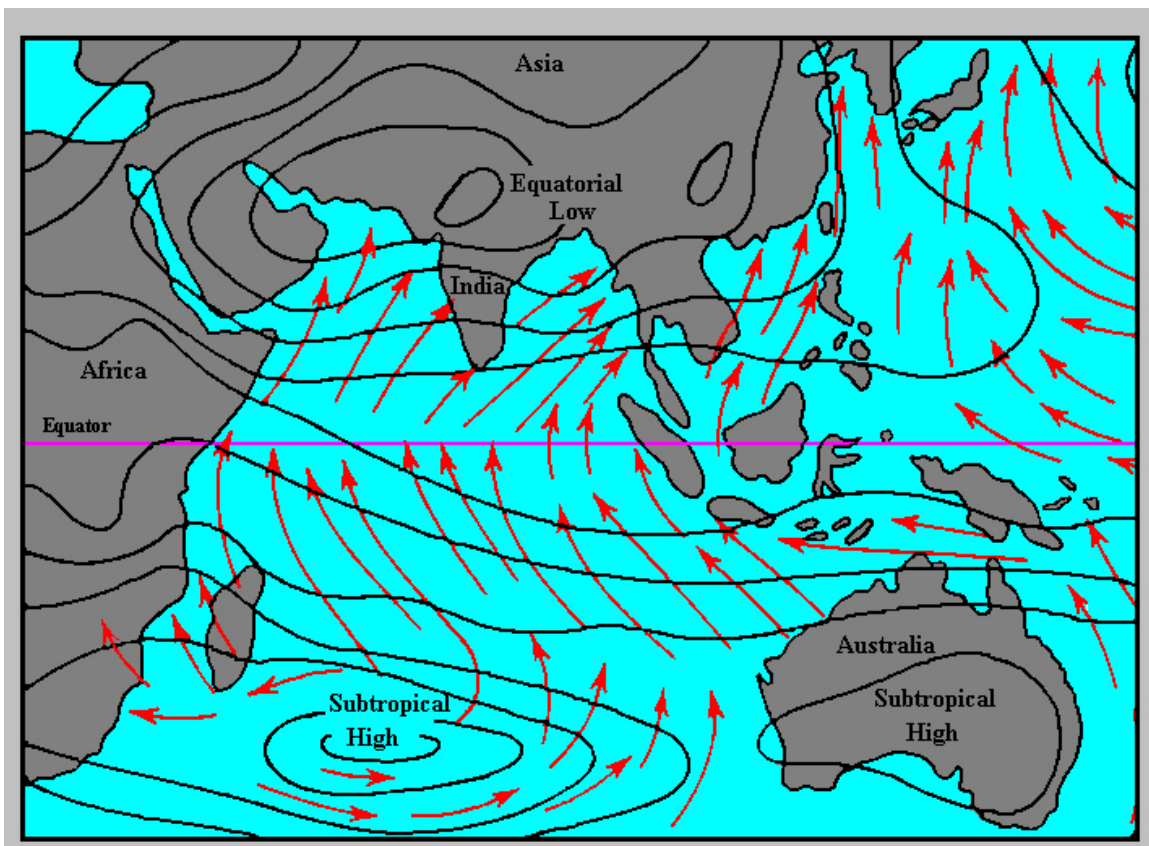 Asia
Equatorial
Low
India
Africa
Equator
Australia
Subtropical
High
Subtropical
High